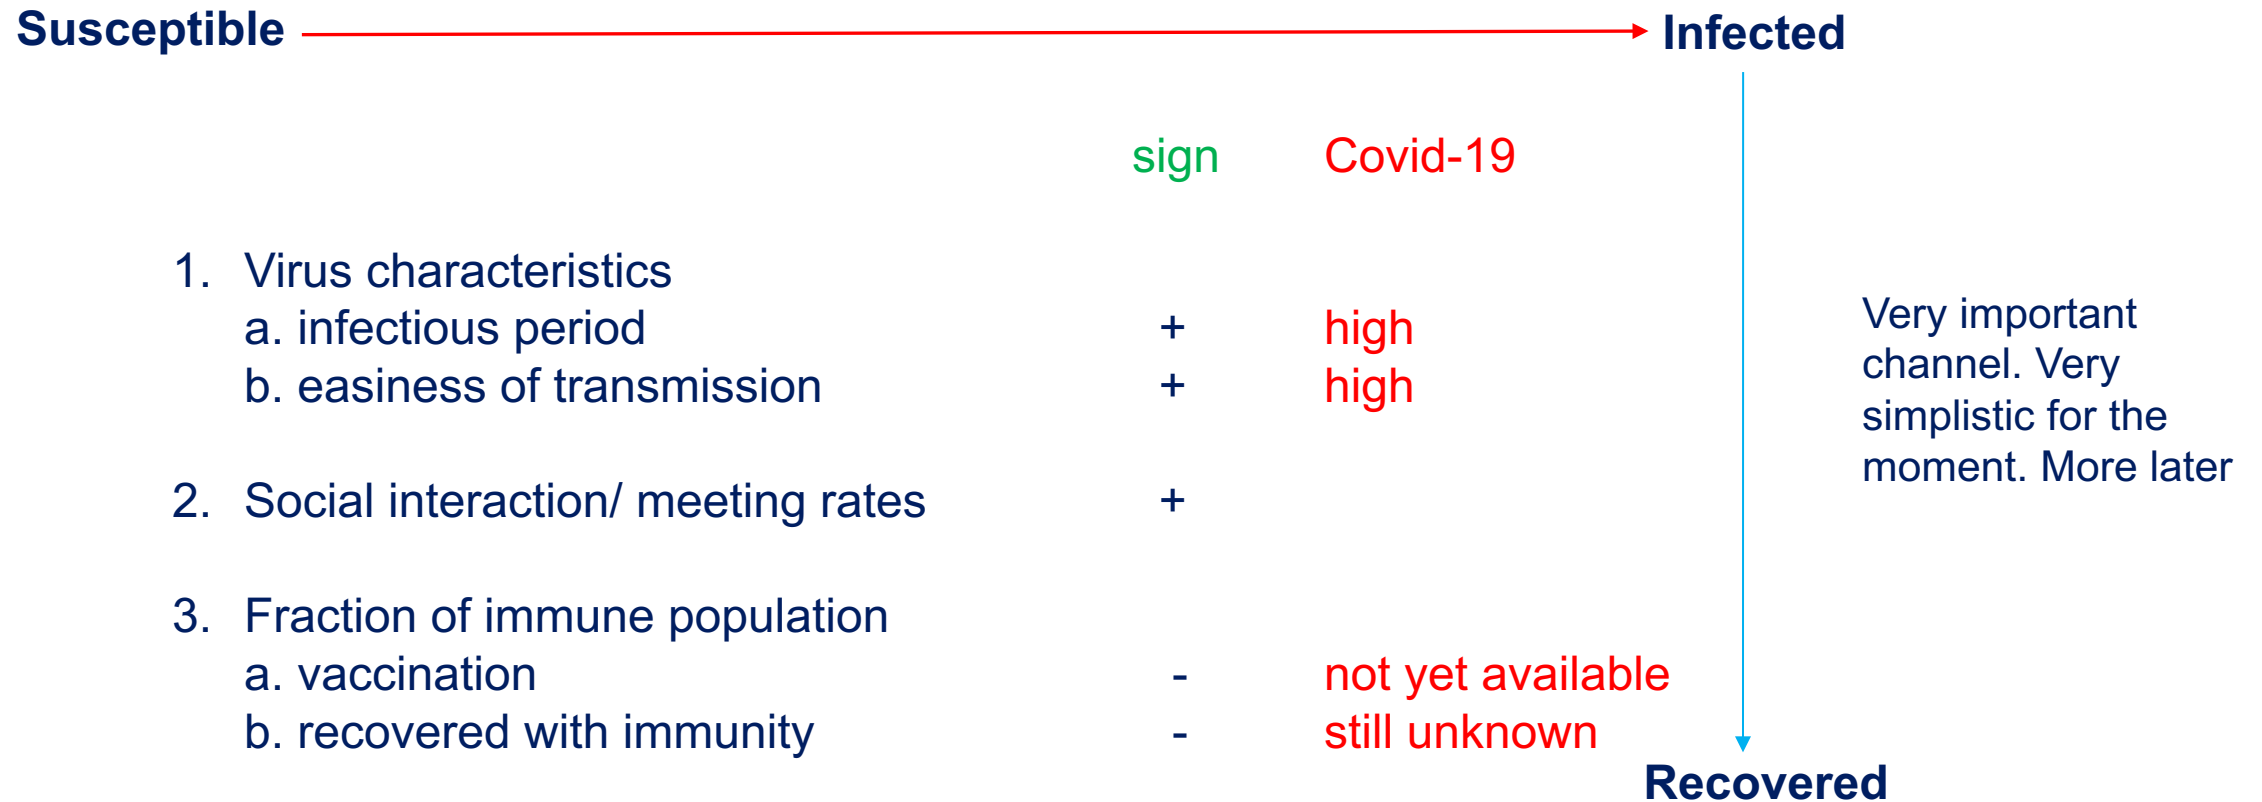 Susceptible
Infected
sign Covid-19
1. Virus characteristics
a. infectious period + high
b. easiness of transmission + high
2. Social interaction/ meeting rates +
3. Fraction of immune population
a. vaccination - not yet available
b. recovered with immunity - still unknown
Very important
channel. Very
simplistic for the
moment. More later
Recovered